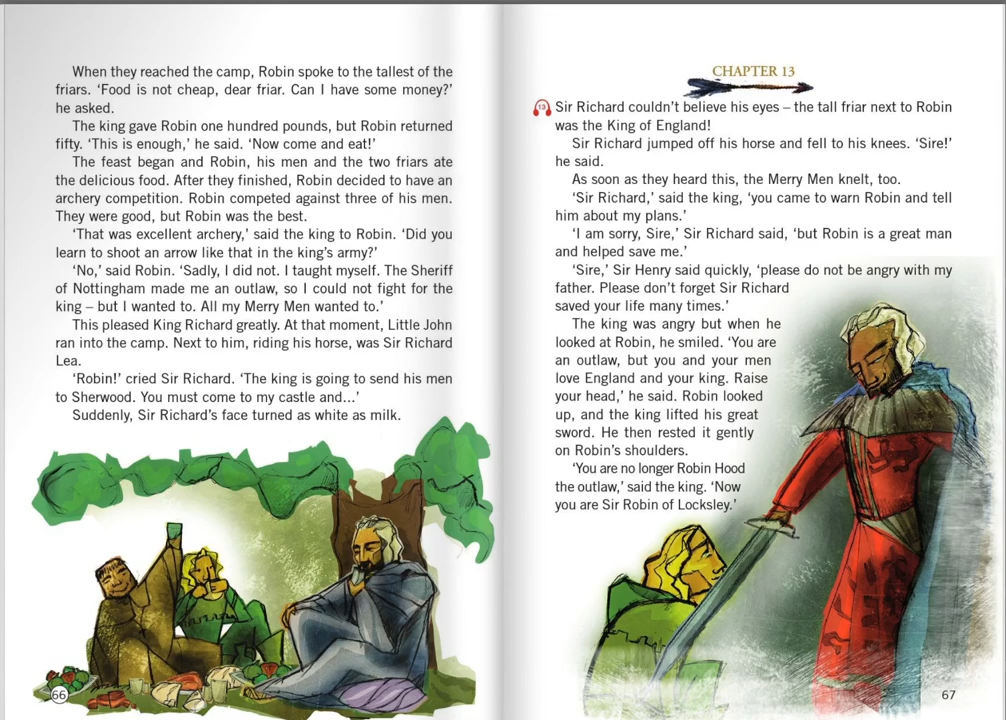 When they reached the camp, Robin spoke to the tallest of the
friars. ‘Food is not cheap, dear friar. Can I have some money?’
he asked.
The king gave Robin one hundred pounds, but Robin returned
fifty. ‘This is enough,’ he said. ‘Now come and eat!’
The feast began and Robin, his men and the two friars ate
the delicious food. After they finished, Robin decided to have an
archery competition. Robin competed against three of his men.
They were good, but Robin was the best.
‘That was excellent archery,’ said the king to Robin. ‘Did you
learn to shoot an arrow like that in the king’s army?’
‘No,’ said Robin. ‘Sadly, I did not. I taught myself. The Sheriff
of Nottingham made me an outlaw, so I could not fight for the
king – but I wanted to. All my Merry Men wanted to.’
This pleased King Richard greatly. At that moment, Little John
ran into the camp. Next to him, riding his horse, was Sir Richard
Lea.
‘Robin!’ cried Sir Richard. ‘The king is going to send his men
to Sherwood. You must come to my castle and...’
Suddenly, Sir Richard’s face turned as white as milk.
66
CHAPTER 13
13
Sir Richard couldn’t believe his eyes – the tall friar next to Robin
was the King of England!
Sir Richard jumped off his horse and fell to his knees. ‘Sire!’
he said.
As soon as they heard this, the Merry Men knelt, too.
‘Sir Richard,’ said the king, ‘you came to warn Robin and tell
him about my plans.’
‘I am sorry, Sire,’ Sir Richard said, ‘but Robin is a great man
and helped save me.’
‘Sire,’ Sir Henry said quickly, ‘please do not be angry with my
father. Please don’t forget Sir Richard
saved your life many times.’
The king was angry but when he
looked at Robin, he smiled. ‘You are
an outlaw, but you and your men
love England and your king. Raise
your head,’ he said. Robin looked
up, and the king lifted his great
sword. He then rested it gently
on Robin’s shoulders.
‘You are no longer Robin Hood
the outlaw,’ said the king. ‘Now
you are Sir Robin of Locksley.’
67